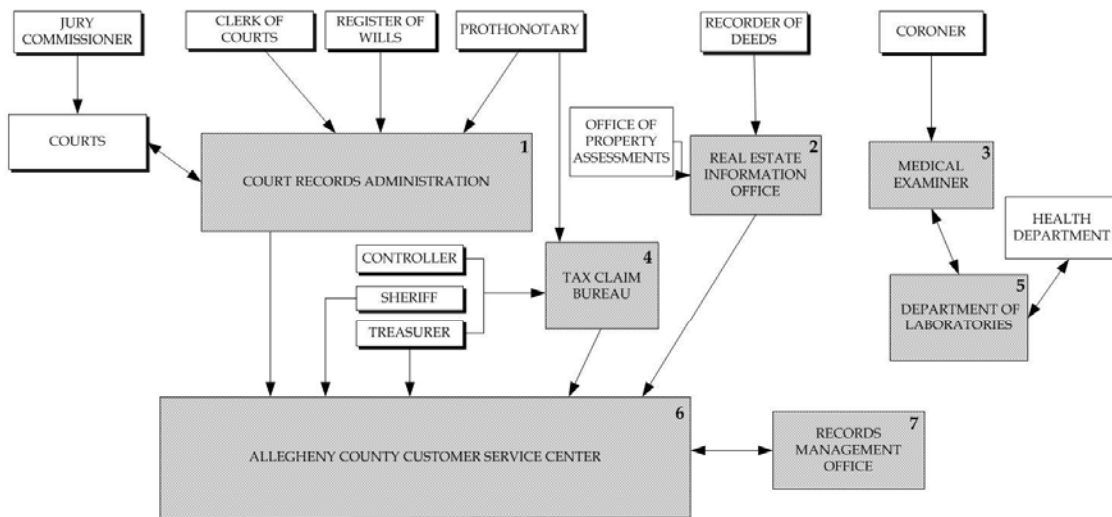 JURY
COMMISSIONER
CLERK OF
COURTS
REGISTER OF
WILLS
PROTHONOTARY
RECORDER OF
DEEDS
CORONER
COURTS
1
COURT RECORDS ADMINISTRATION
OFFICE OF
PROPERTY
ASSESSMENTS
2
REAL ESTATE
INFORMATION
OFFICE
3
MEDICAL
EXAMINER
HEALTH
DEPARTMENT
CONTROLLER
SHERIFF
TREASURER
4
TAX CLAIM
BUREAU
5
DEPARTMENT OF
LABORATORIES
6
ALLEGHENY COUNTY CUSTOMER SERVICE CENTER
7
RECORDS
MANAGEMENT
OFFICE